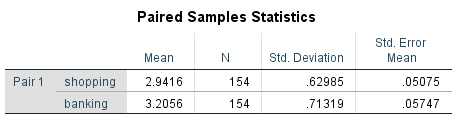 Paired Samples Statistics
Mean N Std. Deviation Std. Error Mean
Pair 1 shopping 2.9416 154 .62985 .05075
banking 3.2056 154 .71319 .05747